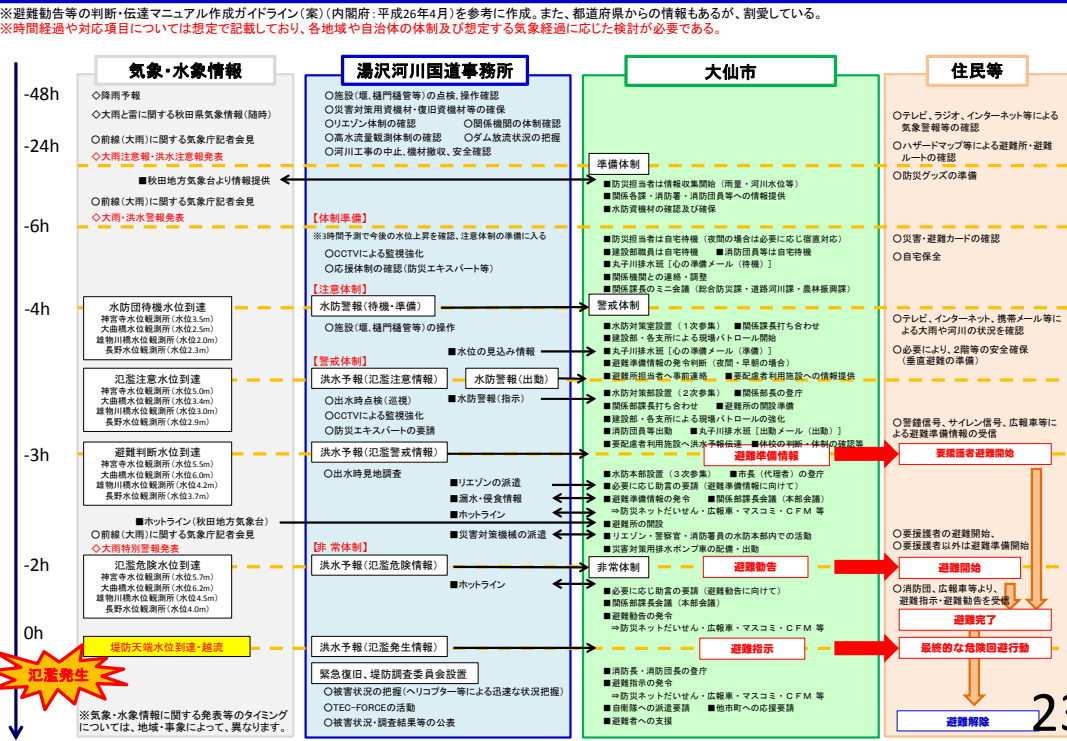 ※避難勧告等の判断・伝達マニュアル作成ガイドライン(案)(内閣府:平成26年4月)を参考に作成。また、都道府県からの情報もあるが、割愛している。
※時間経過や対応項目については想定で記載しており、各地域や自治体の体制及び想定する気象経過に応じた検討が必要である。
-48h
-24h
-6h
-4h
-3h
-2h
0h
氾濫発生
気象・水象情報
◇降雨予報
◇大雨と雷に関する秋田県気象情報(随時)
○前線(大雨)に関する気象庁記者会見
◇大雨注意報・洪水注意報発表
■秋田地方気象台より情報提供
○前線(大雨)に関する気象庁記者会見
◇大雨・洪水警報発表
水防団待機水位到達
神宮寺水位観測所(水位3.5m)
大曲橋水位観測所(水位2.5m)
雄物川橋水位観測所(水位2.0m)
長野水位観測所(水位2.3m)
氾濫注意水位到達
神宮寺水位観測所(水位5.0m)
大曲橋水位観測所(水位3.4m)
雄物川橋水位観測所(水位3.0m)
長野水位観測所(水位2.9m)
避難判断水位到達
神宮寺水位観測所(水位5.5m)
大曲橋水位観測所(水位6.0m)
雄物川橋水位観測所(水位4.2m)
長野水位観測所(水位3.7m)
■ホットライン(秋田地方気象台)
○前線(大雨)に関する気象庁記者会見
◇大雨特別警報発表
氾濫危険水位到達
神宮寺水位観測所(水位5.7m)
大曲橋水位観測所(水位6.2m)
雄物川橋水位観測所(水位4.5m)
長野水位観測所(水位4.0m)
堤防天端水位到達・越流
※気象・水象情報に関する発表等のタイミング
については、地域・事象によって、異なります。
湯沢河川国道事務所
○施設(堰、樋門樋管等)の点検、操作確認
○災害対策用資機材・復旧資機材等の確保
○リエゾン体制の確認 ○関係機関の体制確認
○高水流量観測体制の確認 ○ダム放流状況の把握
○河川工事の中止、機材撤収、安全確認
【体制準備】
※3時間予測で今後の水位上昇を確認、注意体制の準備に入る
○CCTVによる監視強化
○応援体制の確認(防災エキスパート等)
【注意体制】
水防警報(待機・準備)
○施設(堰、樋門樋管等)の操作
■水位の見込み情報
【警戒体制】
洪水予報(氾濫注意情報) 水防警報(出動)
○出水時点検(巡視) ■水防警報(指示)
○CCTVによる監視強化
○防災エキスパートの要請
洪水予報(氾濫警戒情報)
○出水時見地調査
■リエゾンの派遣
■漏水・侵食情報
■ホットライン
■災害対策機械の派遣
【非常体制】
洪水予報(氾濫危険情報)
■ホットライン
洪水予報(氾濫発生情報)
緊急復旧、堤防調査委員会設置
○被害状況の把握(ヘリコプター等による迅速な状況把握)
○TEC-FORCEの活動
○被害状況・調査結果等の公表
大仙市
準備体制
■防災担当者は情報収集開始(雨量・河川水位等)
■関係各課・消防署・消防団員等への情報提供
■水防資機材の確認及び確保
■防災担当者は自宅待機(夜間の場合は必要に応じ宿直対応)
■建設部職員は自宅待機 ■消防団員等は自宅待機
■丸子川排水班[心の準備メール(待機)]
■関係機関との連絡・調整
■関係課長のミニ会議(総合防災課・道路河川課・農林振興課)
警戒体制
■水防対策室設置(1次参集) ■関係課長打ち合わせ
■建設部・各支所による現場パトロール開始
■丸子川排水班[心の準備メール(準備)]
■避難準備情報の発令判断(夜間・早朝の場合)
■避難所担当者へ事前連絡 ■要配慮者利用施設への情報提供
■水防対策部設置(2次参集) ■関係部長の登庁
■関係部課長打ち合わせ ■避難所の開設準備
■建設部・各支所による現場パトロールの強化
■消防団員等出動 ■丸子川排水班[出動メール(出動)]
■要配慮者利用施設へ洪水予報伝達 ■休校の判断・体制の確認等
避難準備情報
■水防本部設置(3次参集) ■市長(代理者)の登庁
■必要に応じ助言の要請(避難準備情報に向けて)
■避難準備情報の発令 ■関係部課長会議(本部会議)
⇒防災ネットだいせん・広報車・マスコミ・CFM 等
■避難所の開設
■リエゾン・警察官・消防署員の水防本部内での活動
■災害対策用排水ポンプ車の配備・出動
非常体制
避難勧告
■必要に応じ助言の要請(避難勧告に向けて)
■関係部課長会議(本部会議)
■避難勧告の発令
⇒防災ネットだいせん・広報車・マスコミ・CFM 等
避難指示
■消防長・消防団長の登庁
■避難指示の発令
⇒防災ネットだいせん・広報車・マスコミ・CFM 等
■自衛隊への派遣要請 ■他市町への応援要請
■避難者への支援
住民等
○テレビ、ラジオ、インターネット等による
気象警報等の確認
○ハザードマップ等による避難所・避難
ルートの確認
○防災グッズの準備
○災害・避難カードの確認
○自宅保全
○テレビ、インターネット、携帯メール等に
よる大雨や河川の状況を確認
○必要により、2階等の安全確保
(垂直避難の準備)
○警鐘信号、サイレン信号、広報車等に
よる避難準備情報の受信
要援護者避難開始
○要援護者の避難開始、
○要援護者以外は避難準備開始
避難開始
○消防団、広報車等より、
避難指示・避難勧告を受信
避難完了
最終的な危険回避行動
避難解除
23